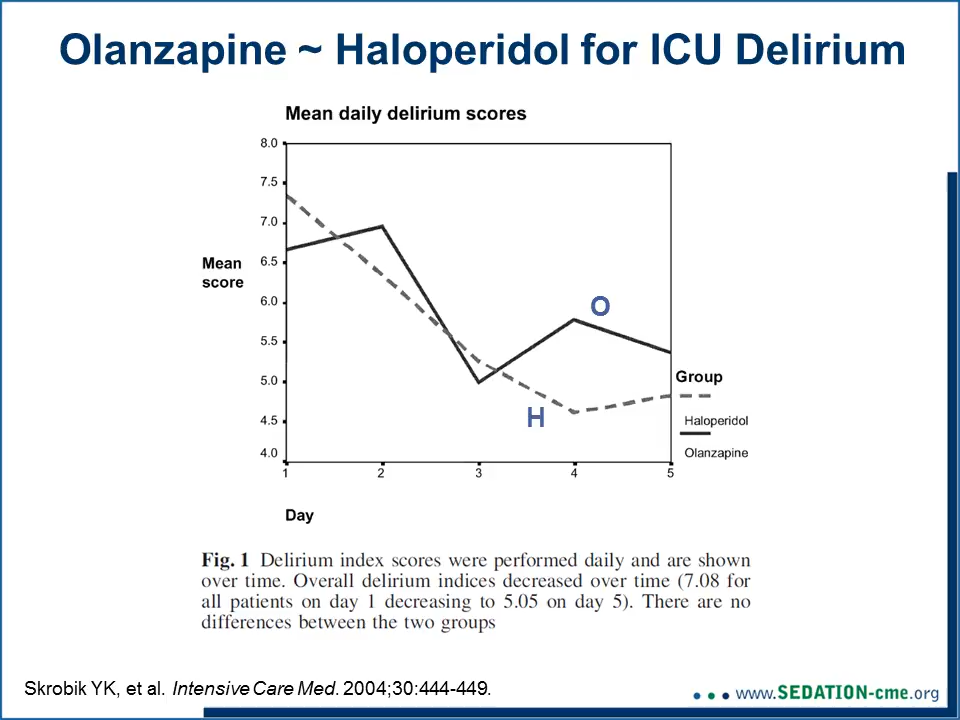 Olanzapine ~ Haloperidol for ICU Delirium
Mean daily delirium scores
8.0
7.5
7.0
6.5
6.0
5.5
5.0
4.5
4.0
Mean
score
O
H
Group
Haloperidol
Olanzapine
1 2 3 4 5
Day
Fig. 1 Delirium index scores were performed daily and are shown
over time. Overall delirium indices decreased over time (7.08 for
all patients on day 1 decreasing to 5.05 on day 5). There are no
differences between the two groups
Skrobik YK, et al. Intensive Care Med. 2004;30:444-449.
www.SEDATION-cme.org